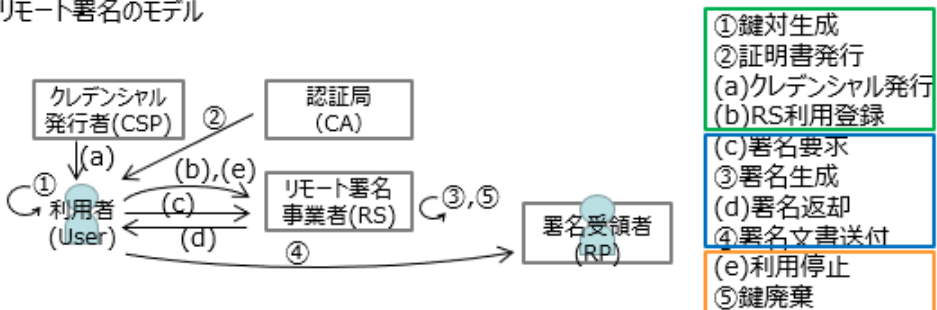 リモート署名のモデル
クレデンシャル
発行者(CSP)
認証局
(CA)
②
(a)
①
利用者
(User)
(b),(e)
(c)
(d)
リモート署名
事業者(RS)
③,⑤
④
署名受領者
(RP)
①鍵対生成
②証明書発行
(a)クレデンシャル発行
(b)RS利用登録
(c)署名要求
③署名生成
(d)署名返却
④署名文書送付
(e)利用停止
⑤鍵廃棄